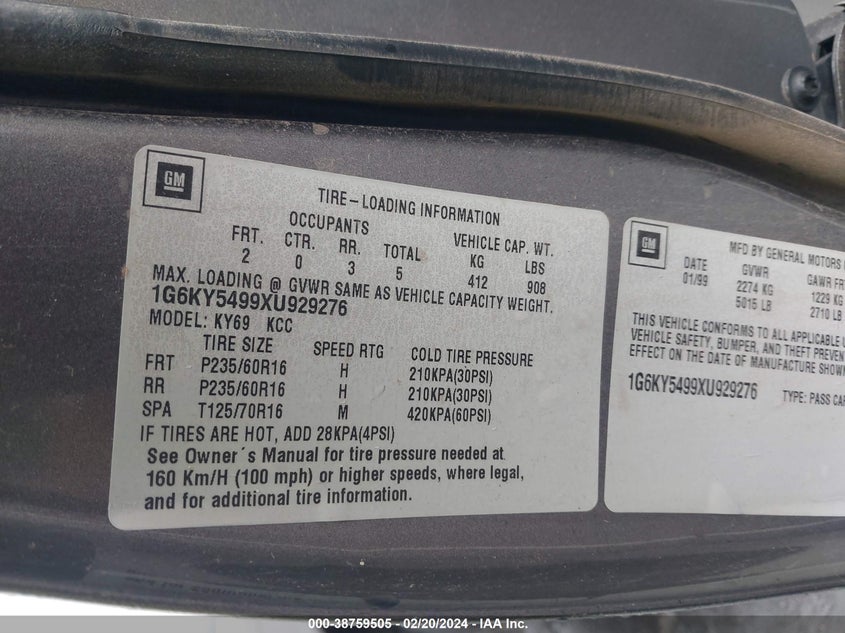 GM
TIRE-LOADING INFORMATION
OCCUPANTS VEHICLE CAP. WT.
FRT. CTR. RR. TOTAL KG LBS
2 0 3 5 412 908
MAX. LOADING @ GVWR SAME AS VEHICLE CAPACITY WEIGHT.
1G6KY5499XU929276
MODEL: KY69 KCC
TIRE SIZE SPEED RTG COLD TIRE PRESSURE
FRT P235/60R16 H 210KPA(30PSI)
RR P235/60R16 H 210KPA(30PSI)
SPA T125/70R16 M 420KPA(60PSI)
IF TIRES ARE HOT, ADD 28KPA(4PSI)
See Owner´s Manual for tire pressure needed at
160 Km/H (100 mph) or higher speeds, where legal,
and for additional tire information.
GM
MFD BY GENERAL MOTORS
DATE GVWR GAWR FR
01/99 2274 KG 1229 KG
5015 LB 2710 LB
THIS VEHICLE CONFORMS TO ALL APPLICABLE
VEHICLE SAFETY, BUMPER, AND THEFT PREVEN
EFFECT ON THE DATE OF MANUFACTURE SHOWN
1G6KY5499XU929276 TYPE: PASS CAR
000-38759505 - 02/20/2024 - IAA Inc.